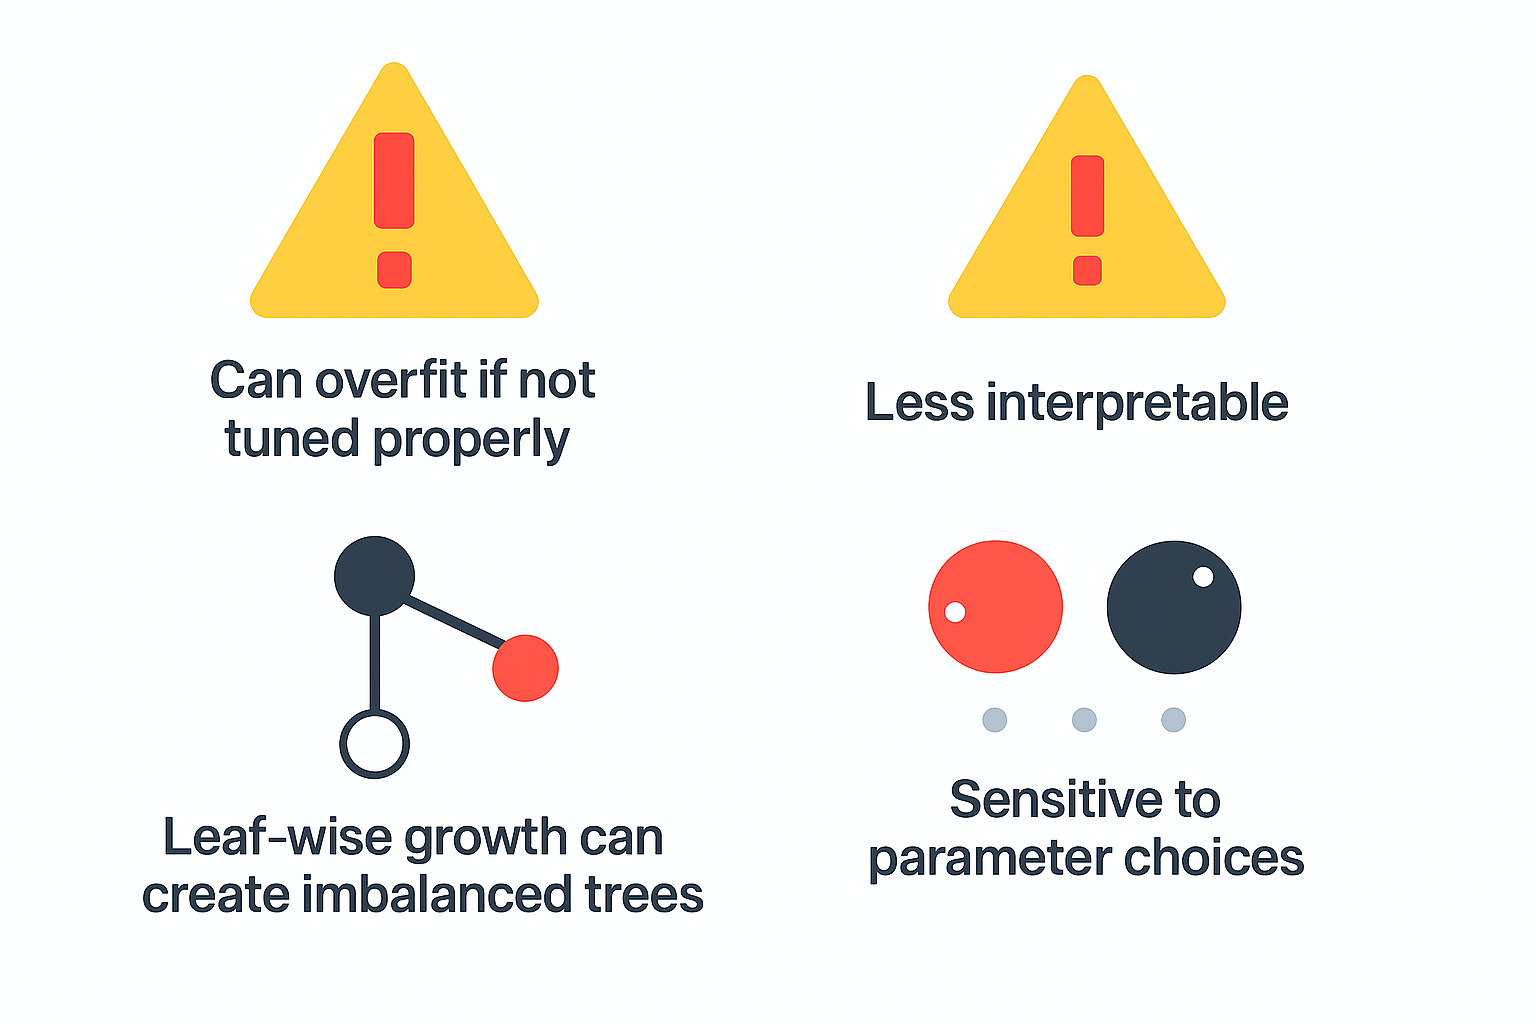 Can overfit if not
tuned properly
Less interpretable
Leaf-wise growth can
create imbalanced trees
Sensitive to
parameter choices